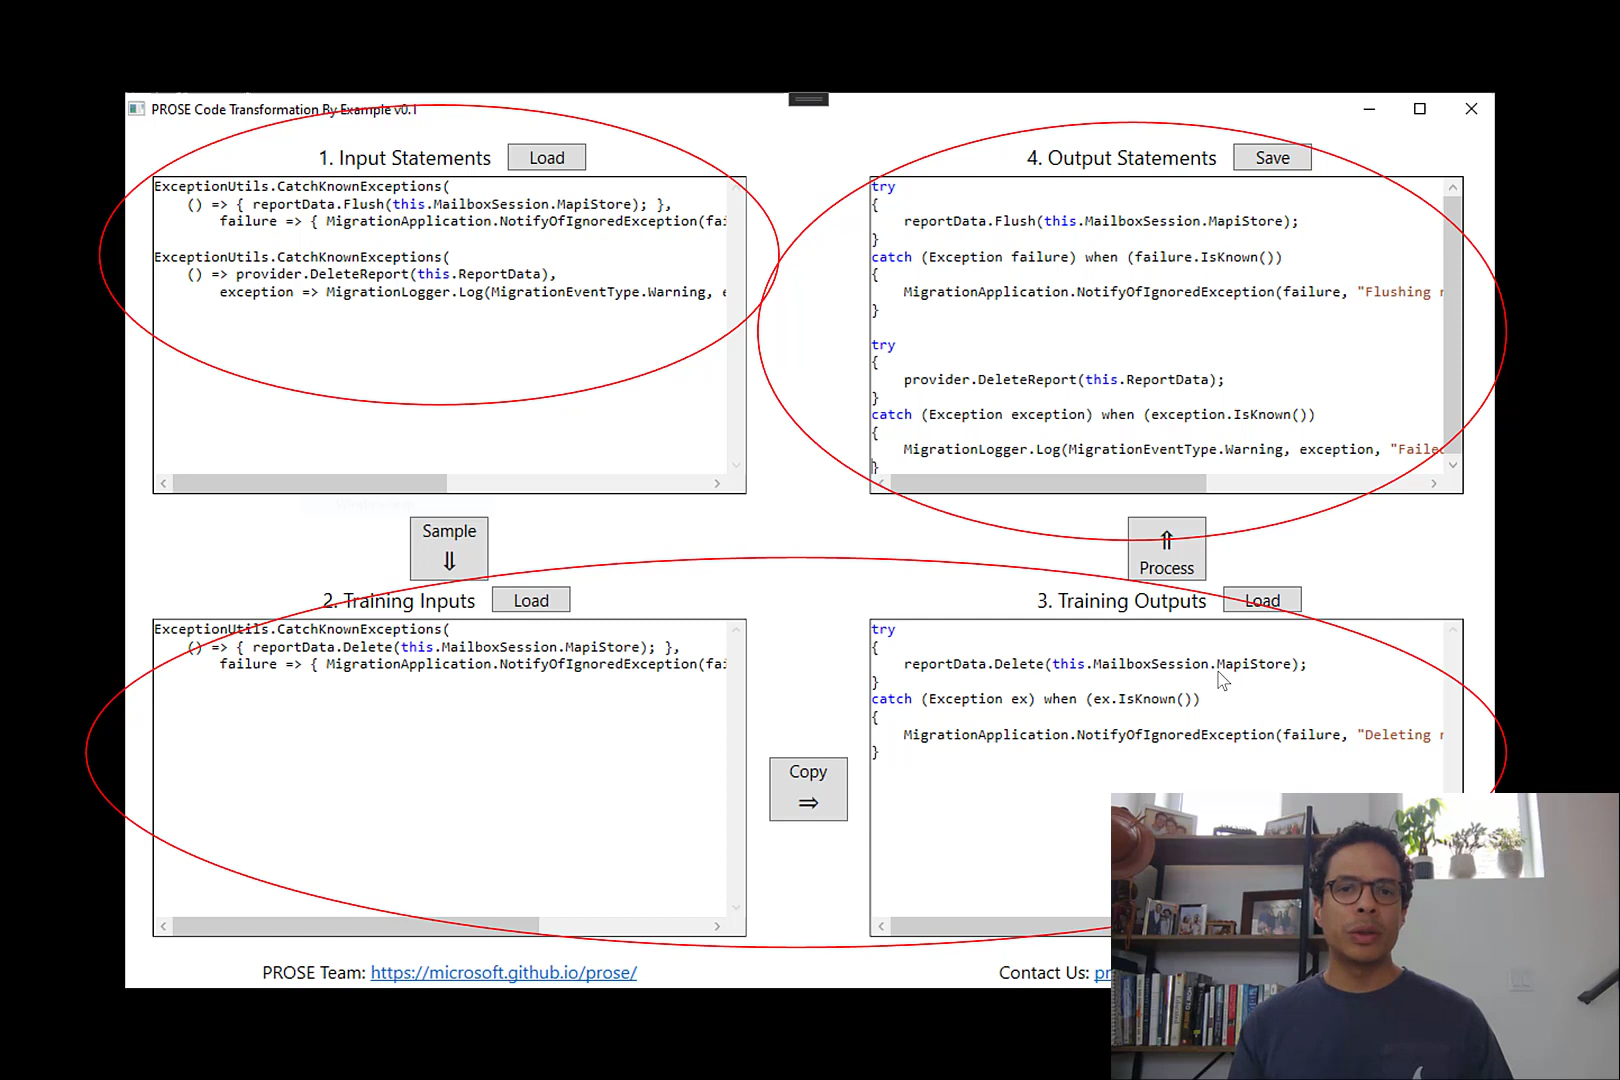 PROSE Code Transformation By Example v0.1
1. Input Statements
Load
ExceptionUtils.CatchKnownExceptions(
() => { reportData.Flush(this.MailboxSession.MapiStore); },
failure => { MigrationApplication.NotifyOfIgnoredException(fai
ExceptionUtils.CatchKnownExceptions(
() => provider.DeleteReport(this.ReportData),
exception => MigrationLogger.Log(MigrationEventType.Warning, e
4. Output Statements
Save
try
{
reportData.Flush(this.MailboxSession.MapiStore);
}
catch (Exception failure) when (failure.IsKnown())
{
MigrationApplication.NotifyOfIgnoredException(failure, "Flushing r
}
try
{
provider.DeleteReport(this.ReportData);
}
catch (Exception exception) when (exception.IsKnown())
{
MigrationLogger.Log(MigrationEventType.Warning, exception, "Failed
}
Sample
⇓
⇑
Process
2. Training Inputs
Load
ExceptionUtils.CatchKnownExceptions(
() => { reportData.Delete(this.MailboxSession.MapiStore); },
failure => { MigrationApplication.NotifyOfIgnoredException(fai
3. Training Outputs
Load
try
{
reportData.Delete(this.MailboxSession.MapiStore);
}
catch (Exception ex) when (ex.IsKnown())
{
MigrationApplication.NotifyOfIgnoredException(failure, "Deleting r
}
Copy
⇒
PROSE Team: https://microsoft.github.io/prose/
Contact Us: pr